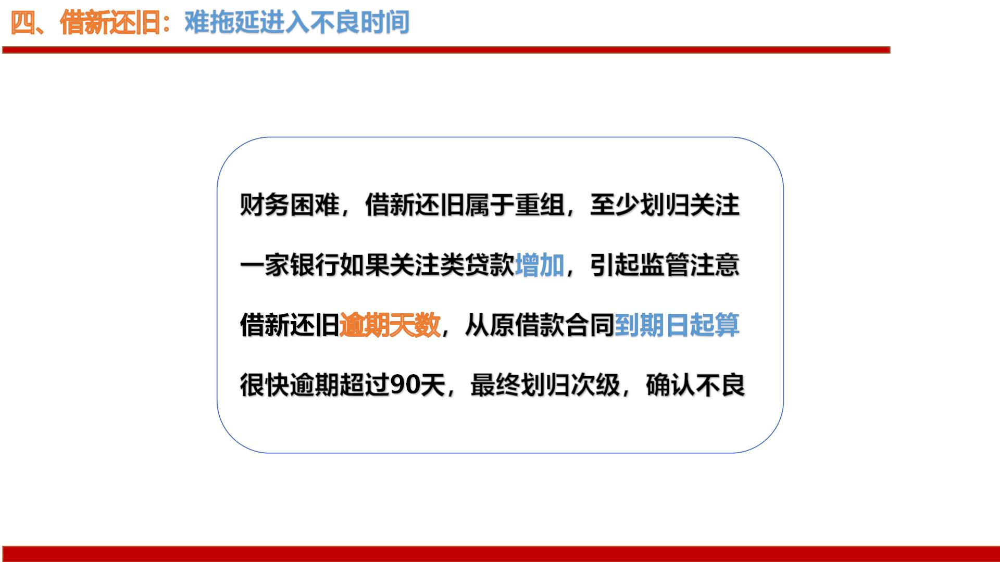 四、借新还旧：难拖延进入不良时间
财务困难，借新还旧属于重组，至少划归关注
一家银行如果关注类贷款增加，引起监管注意
借新还旧逾期天数，从原借款合同到期日起算
很快逾期超过90天，最终划归次级，确认不良